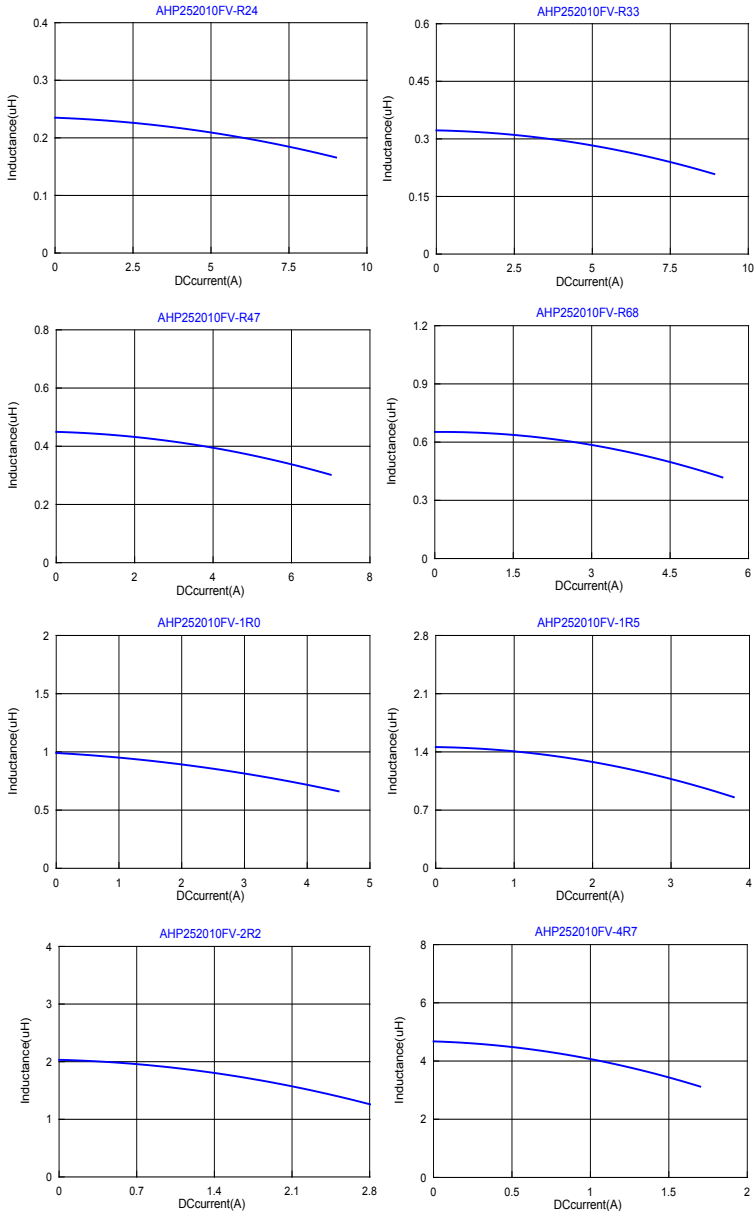 AHP252010FV-R24
Inductance(uH)
0.4
0.3
0.2
0.1
0
0 2.5 5 7.5 10
DCcurrent(A)
AHP252010FV-R33
Inductance(uH)
0.6
0.45
0.3
0.15
0
0 2.5 5 7.5 10
DCcurrent(A)
AHP252010FV-R47
Inductance(uH)
0.8
0.6
0.4
0.2
0
0 2 4 6 8
DCcurrent(A)
AHP252010FV-R68
Inductance(uH)
1.2
0.9
0.6
0.3
0
0 1.5 3 4.5 6
DCcurrent(A)
AHP252010FV-1R0
Inductance(uH)
2
1.5
1
0.5
0
0 1 2 3 4 5
DCcurrent(A)
AHP252010FV-1R5
Inductance(uH)
2.8
2.1
1.4
0.7
0
0 1 2 3 4
DCcurrent(A)
AHP252010FV-2R2
Inductance(uH)
4
3
2
1
0
0 0.7 1.4 2.1 2.8
DCcurrent(A)
AHP252010FV-4R7
Inductance(uH)
8
6
4
2
0
0 0.5 1 1.5 2
DCcurrent(A)